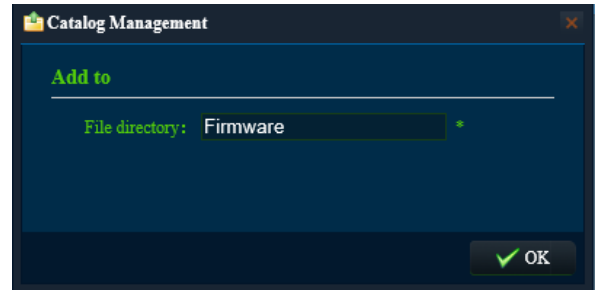 Catalog Management
Add to
File directory: Firmware *
OK